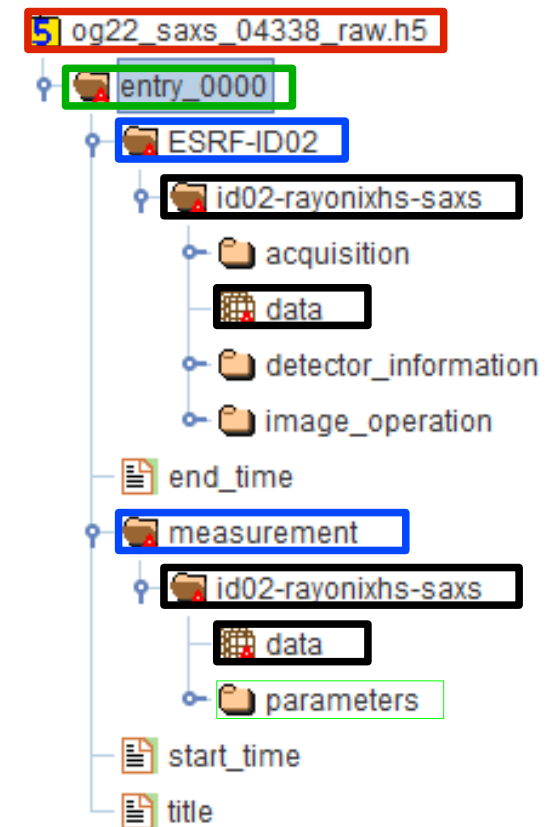 5 og22_saxs_04338_raw.h5
entry_0000
ESRF-ID02
id02-rayonixhs-saxs
acquisition
data
detector_information
image_operation
end_time
measurement
id02-rayonixhs-saxs
data
parameters
start_time
title